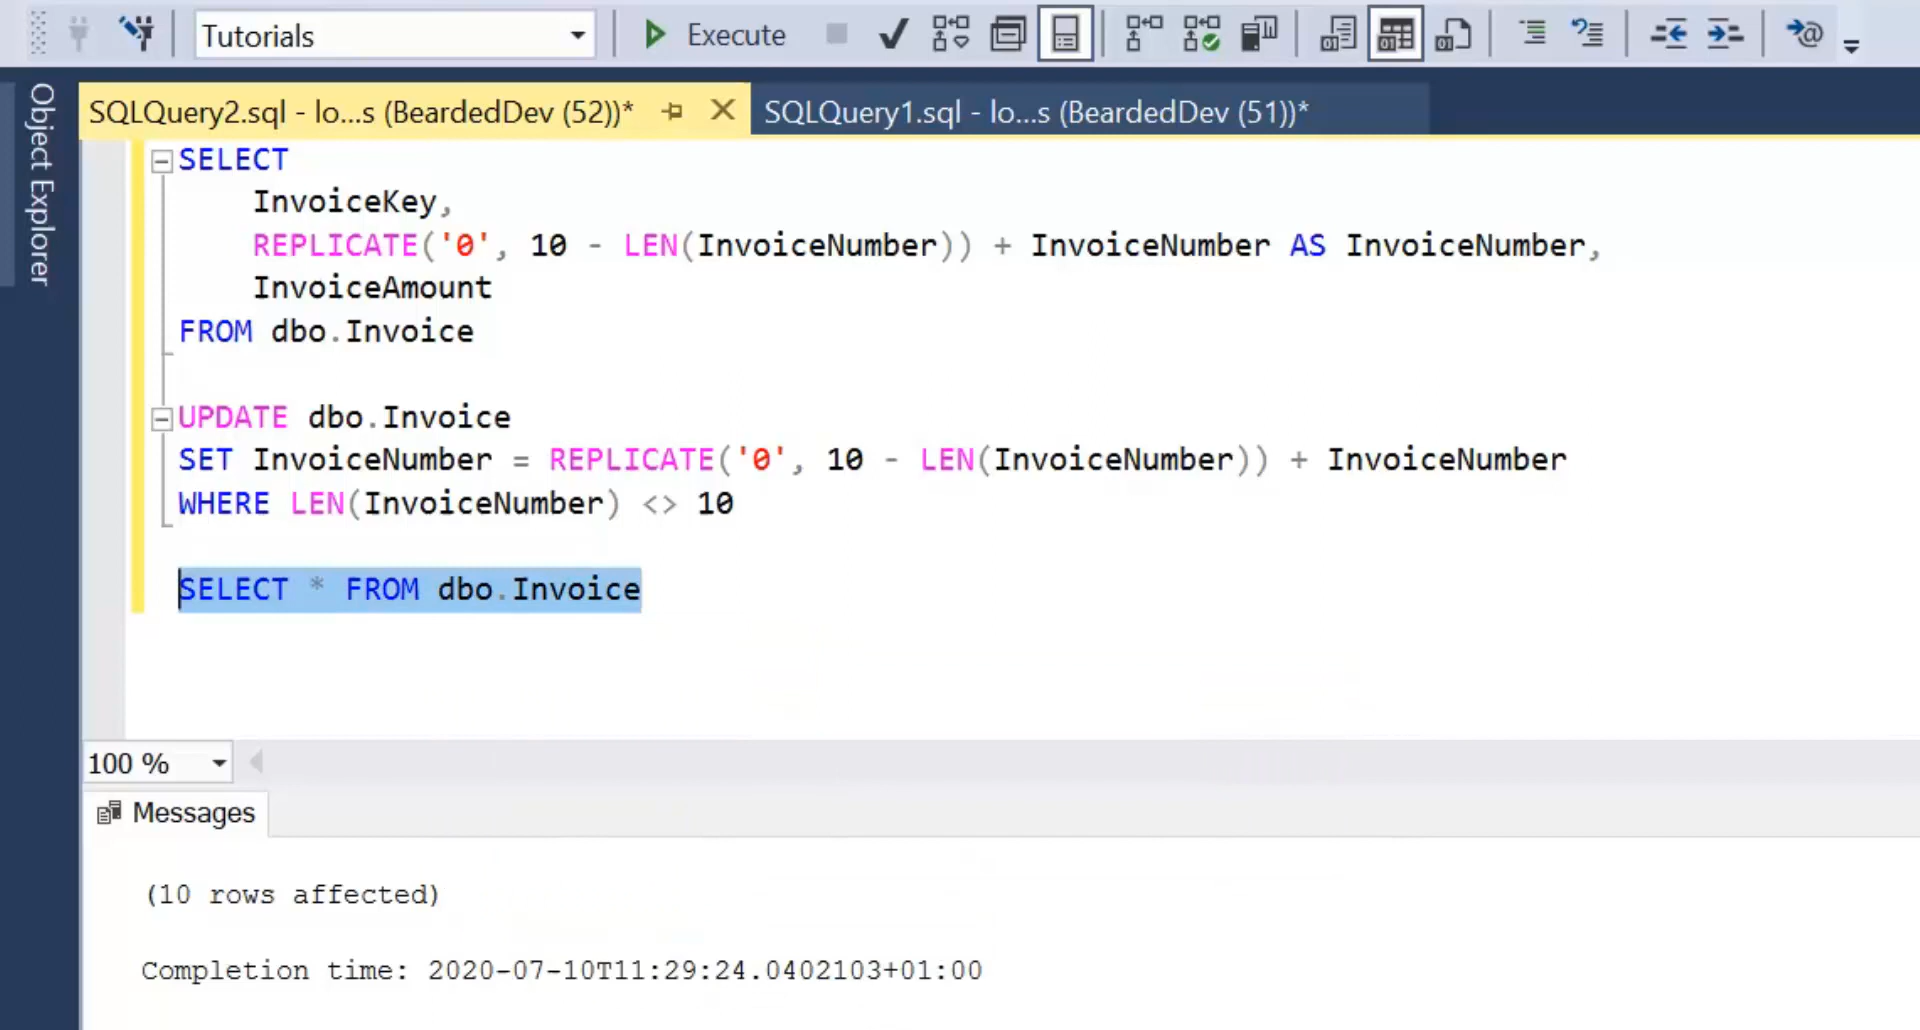 Tutorials
Execute
Object Explorer
SQLQuery2.sql - lo...s (BeardedDev (52))*
SQLQuery1.sql - lo...s (BeardedDev (51))*
SELECT
InvoiceKey,
REPLICATE('0', 10 - LEN(InvoiceNumber)) + InvoiceNumber AS InvoiceNumber,
InvoiceAmount
FROM dbo.Invoice
UPDATE dbo.Invoice
SET InvoiceNumber = REPLICATE('0', 10 - LEN(InvoiceNumber)) + InvoiceNumber
WHERE LEN(InvoiceNumber) <> 10
SELECT * FROM dbo.Invoice
100 %
Messages
(10 rows affected)
Completion time: 2020-07-10T11:29:24.0402103+01:00